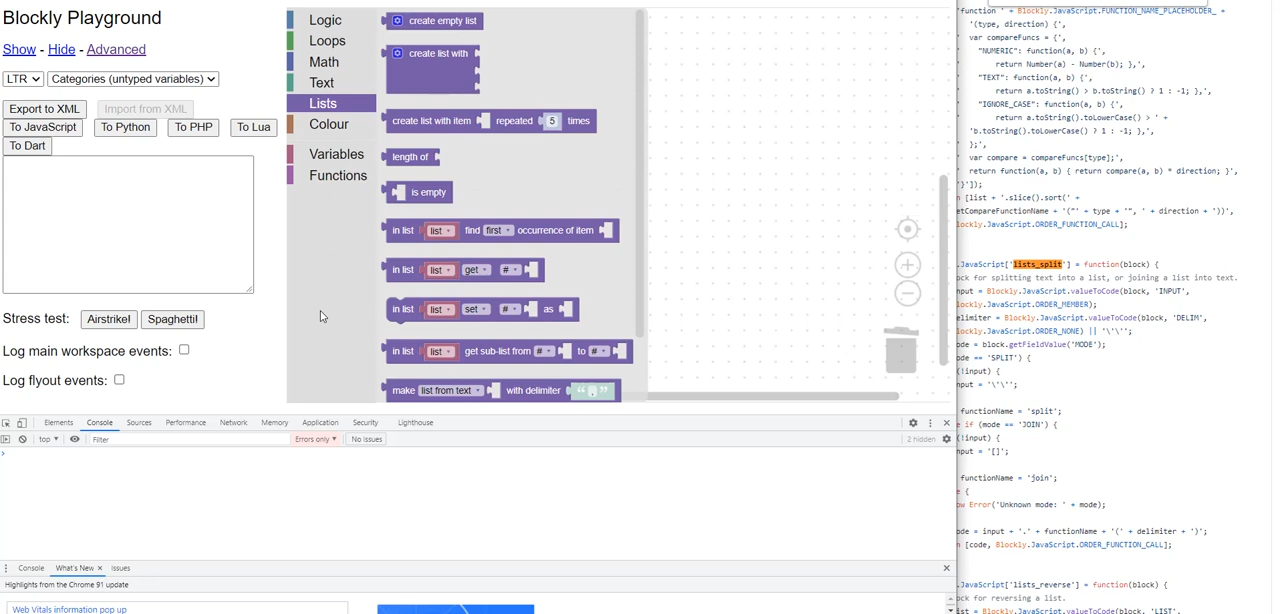 Blockly Playground
Show - Hide - Advanced
LTR Categories (untyped variables)
Export to XML Import from XML
To JavaScript To Python To PHP To Lua
To Dart
Stress test: Airstrike! Spaghetti!
Log main workspace events:
Log flyout events:
Logic
Loops
Math
Text
Lists
Colour
Variables
Functions
create empty list
create list with
create list with item repeated 5 times
length of
is empty
in list list find first occurrence of item
in list list get #
in list list set # as
in list list get sub-list from # to #
make list from text with delimiter “ , ”
Elements Console Sources Performance Network Memory Application Security Lighthouse
top Filter Errors only No Issues 2 hidden
Console What's New Issues
Highlights from the Chrome 91 update
Web Vitals information pop up
'function ' + Blockly.JavaScript.FUNCTION_NAME_PLACEHOLDER_ +
'(type, direction) {',
' var compareFuncs = {',
' "NUMERIC": function(a, b) {',
' return Number(a) - Number(b); },',
' "TEXT": function(a, b) {',
' return a.toString() > b.toString() ? 1 : -1; },',
' "IGNORE_CASE": function(a, b) {',
' return a.toString().toLowerCase() > ' +
'b.toString().toLowerCase() ? 1 : -1; },',
' };',
' var compare = compareFuncs[type];',
' return function(a, b) { return compare(a, b) * direction; }',
'}']);
n [list + '.slice().sort(' +
etCompareFunctionName + '("' + type + '", ' + direction + '))',
lockly.JavaScript.ORDER_FUNCTION_CALL];
.JavaScript['lists_split'] = function(block) {
ock for splitting text into a list, or joining a list into text.
nput = Blockly.JavaScript.valueToCode(block, 'INPUT',
lockly.JavaScript.ORDER_MEMBER);
elimiter = Blockly.JavaScript.valueToCode(block, 'DELIM',
lockly.JavaScript.ORDER_NONE) || '\'\'';
ode = block.getFieldValue('MODE');
ode == 'SPLIT') {
(!input) {
nput = '\'\'';
functionName = 'split';
e if (mode == 'JOIN') {
(!input) {
nput = '[]';
functionName = 'join';
e {
ow Error('Unknown mode: ' + mode);
ode = input + '.' + functionName + '(' + delimiter + ')';
n [code, Blockly.JavaScript.ORDER_FUNCTION_CALL];
.JavaScript['lists_reverse'] = function(block) {
ock for reversing a list.
ist = Blockly.JavaScript.valueToCode(block, 'LIST',